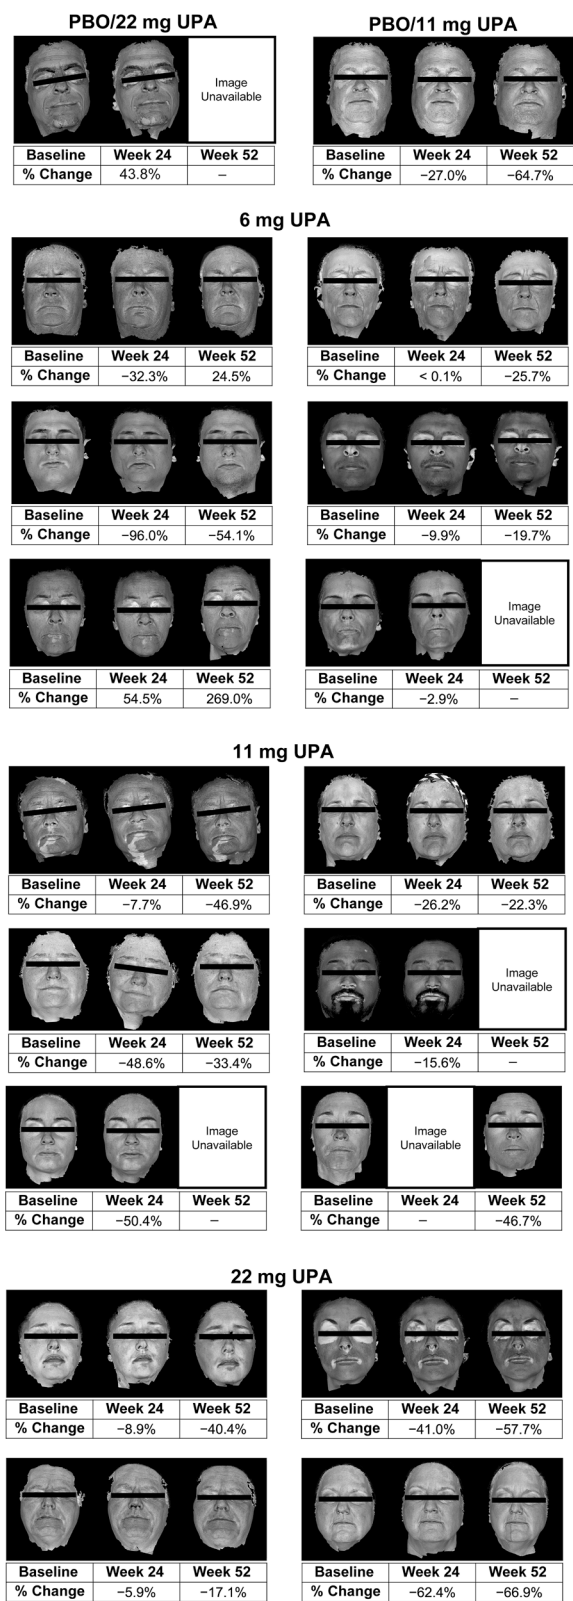 PBO/22 mg UPA
Image
Unavailable
Baseline Week 24 Week 52
% Change 43.8% –
PBO/11 mg UPA
Baseline Week 24 Week 52
% Change −27.0% −64.7%
6 mg UPA
Baseline Week 24 Week 52
% Change −32.3% 24.5%
Baseline Week 24 Week 52
% Change < 0.1% −25.7%
Baseline Week 24 Week 52
% Change −96.0% −54.1%
Baseline Week 24 Week 52
% Change −9.9% −19.7%
Baseline Week 24 Week 52
% Change 54.5% 269.0%
Image
Unavailable
Baseline Week 24 Week 52
% Change −2.9% –
11 mg UPA
Baseline Week 24 Week 52
% Change −7.7% −46.9%
Baseline Week 24 Week 52
% Change −26.2% −22.3%
Baseline Week 24 Week 52
% Change −48.6% −33.4%
Image
Unavailable
Baseline Week 24 Week 52
% Change −15.6% –
Image
Unavailable
Baseline Week 24 Week 52
% Change −50.4% –
Image
Unavailable
Baseline Week 24 Week 52
% Change – −46.7%
22 mg UPA
Baseline Week 24 Week 52
% Change −8.9% −40.4%
Baseline Week 24 Week 52
% Change −41.0% −57.7%
Baseline Week 24 Week 52
% Change −5.9% −17.1%
Baseline Week 24 Week 52
% Change −62.4% −66.9%